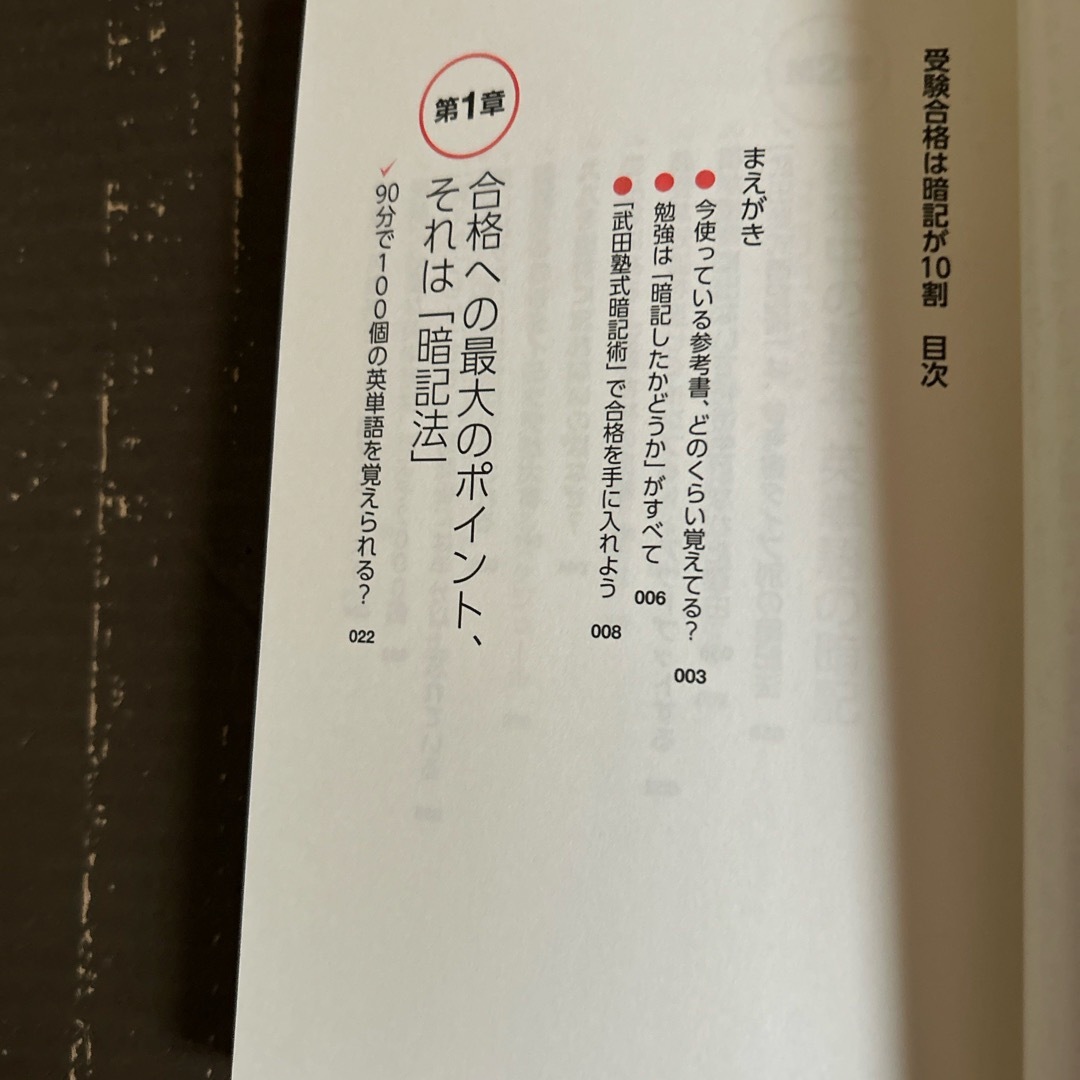 受験合格は暗記が10割　目次
まえがき
● 今使っている参考書、どのくらい覚えてる? 003
● 勉強は「暗記したかどうか」がすべて 006
● 「武田塾式暗記術」で合格を手に入れよう 008
第1章
合格への最大のポイント、
それは「暗記法」
✓ 90分で100個の英単語を覚えられる? 022